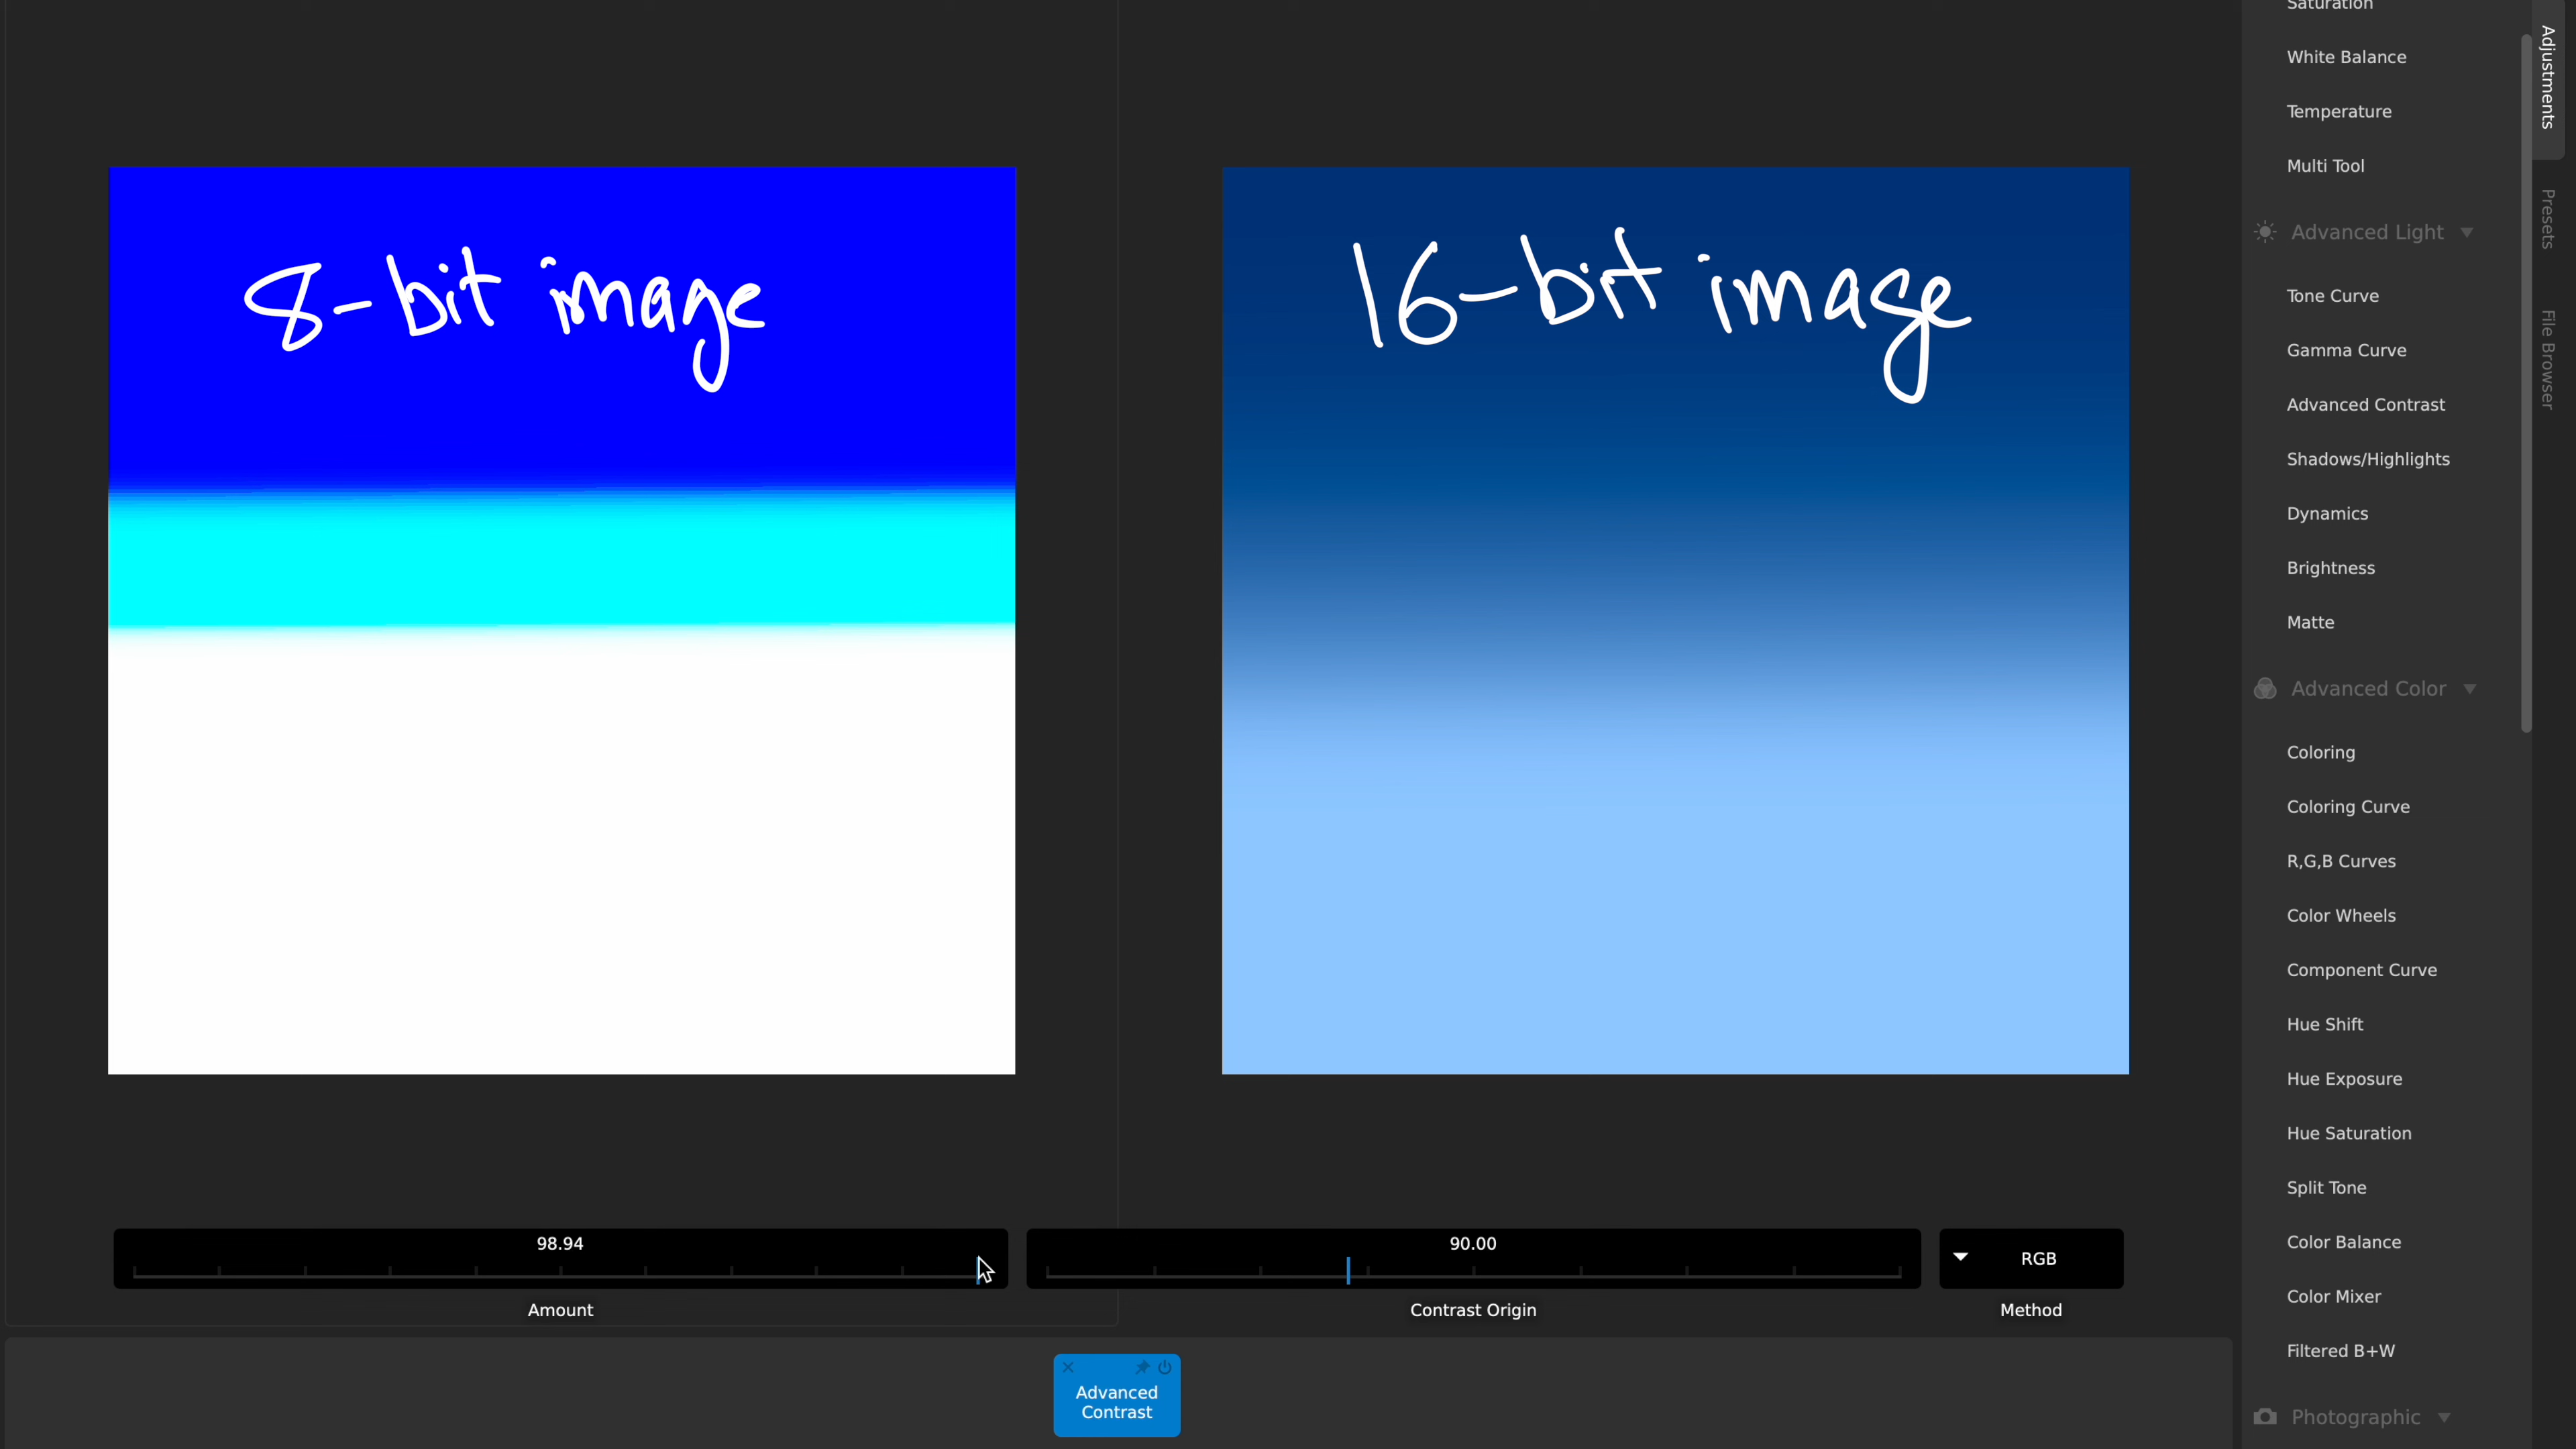 8-bit image
16-bit image
98.94
Amount
90.00
Contrast Origin
RGB
Method
Advanced
Contrast
Saturation
White Balance
Temperature
Multi Tool
Advanced Light
Tone Curve
Gamma Curve
Advanced Contrast
Shadows/Highlights
Dynamics
Brightness
Matte
Advanced Color
Coloring
Coloring Curve
R,G,B Curves
Color Wheels
Component Curve
Hue Shift
Hue Exposure
Hue Saturation
Split Tone
Color Balance
Color Mixer
Filtered B+W
Photographic
Adjustments
Presets
File Browser